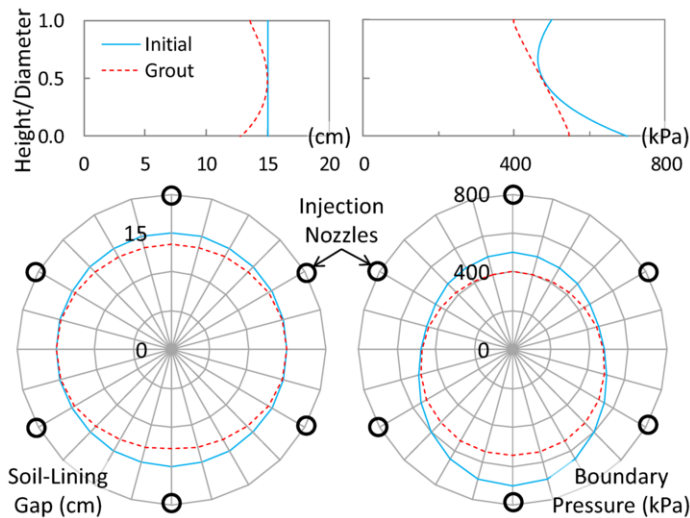 Height/Diameter
1.0
0.5
0.0
Initial
Grout
0 5 10 15 20
(cm)
0 400 800
(kPa)
15
0
Injection
Nozzles
800
400
0
Soil-Lining
Gap (cm)
Boundary
Pressure (kPa)